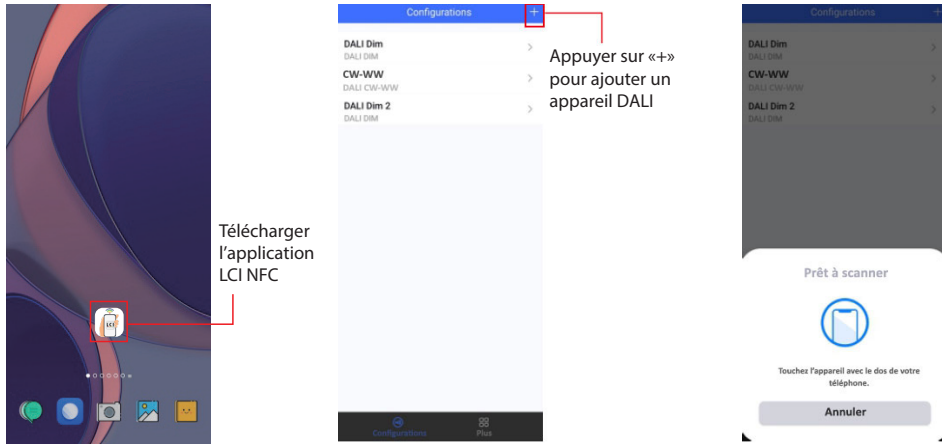 LCI
Télécharger
l'application
LCI NFC
Configurations
+
DALI Dim
DALI DIM
CW-WW
DALI CW-WW
DALI Dim 2
DALI DIM
Configurations
Plus
Appuyer sur «+»
pour ajouter un
appareil DALI
Configurations
+
DALI Dim
DALI DIM
CW-WW
DALI CW-WW
DALI Dim 2
DALI DIM
Prêt à scanner
Touchez l'appareil avec le dos de votre
téléphone.
Annuler